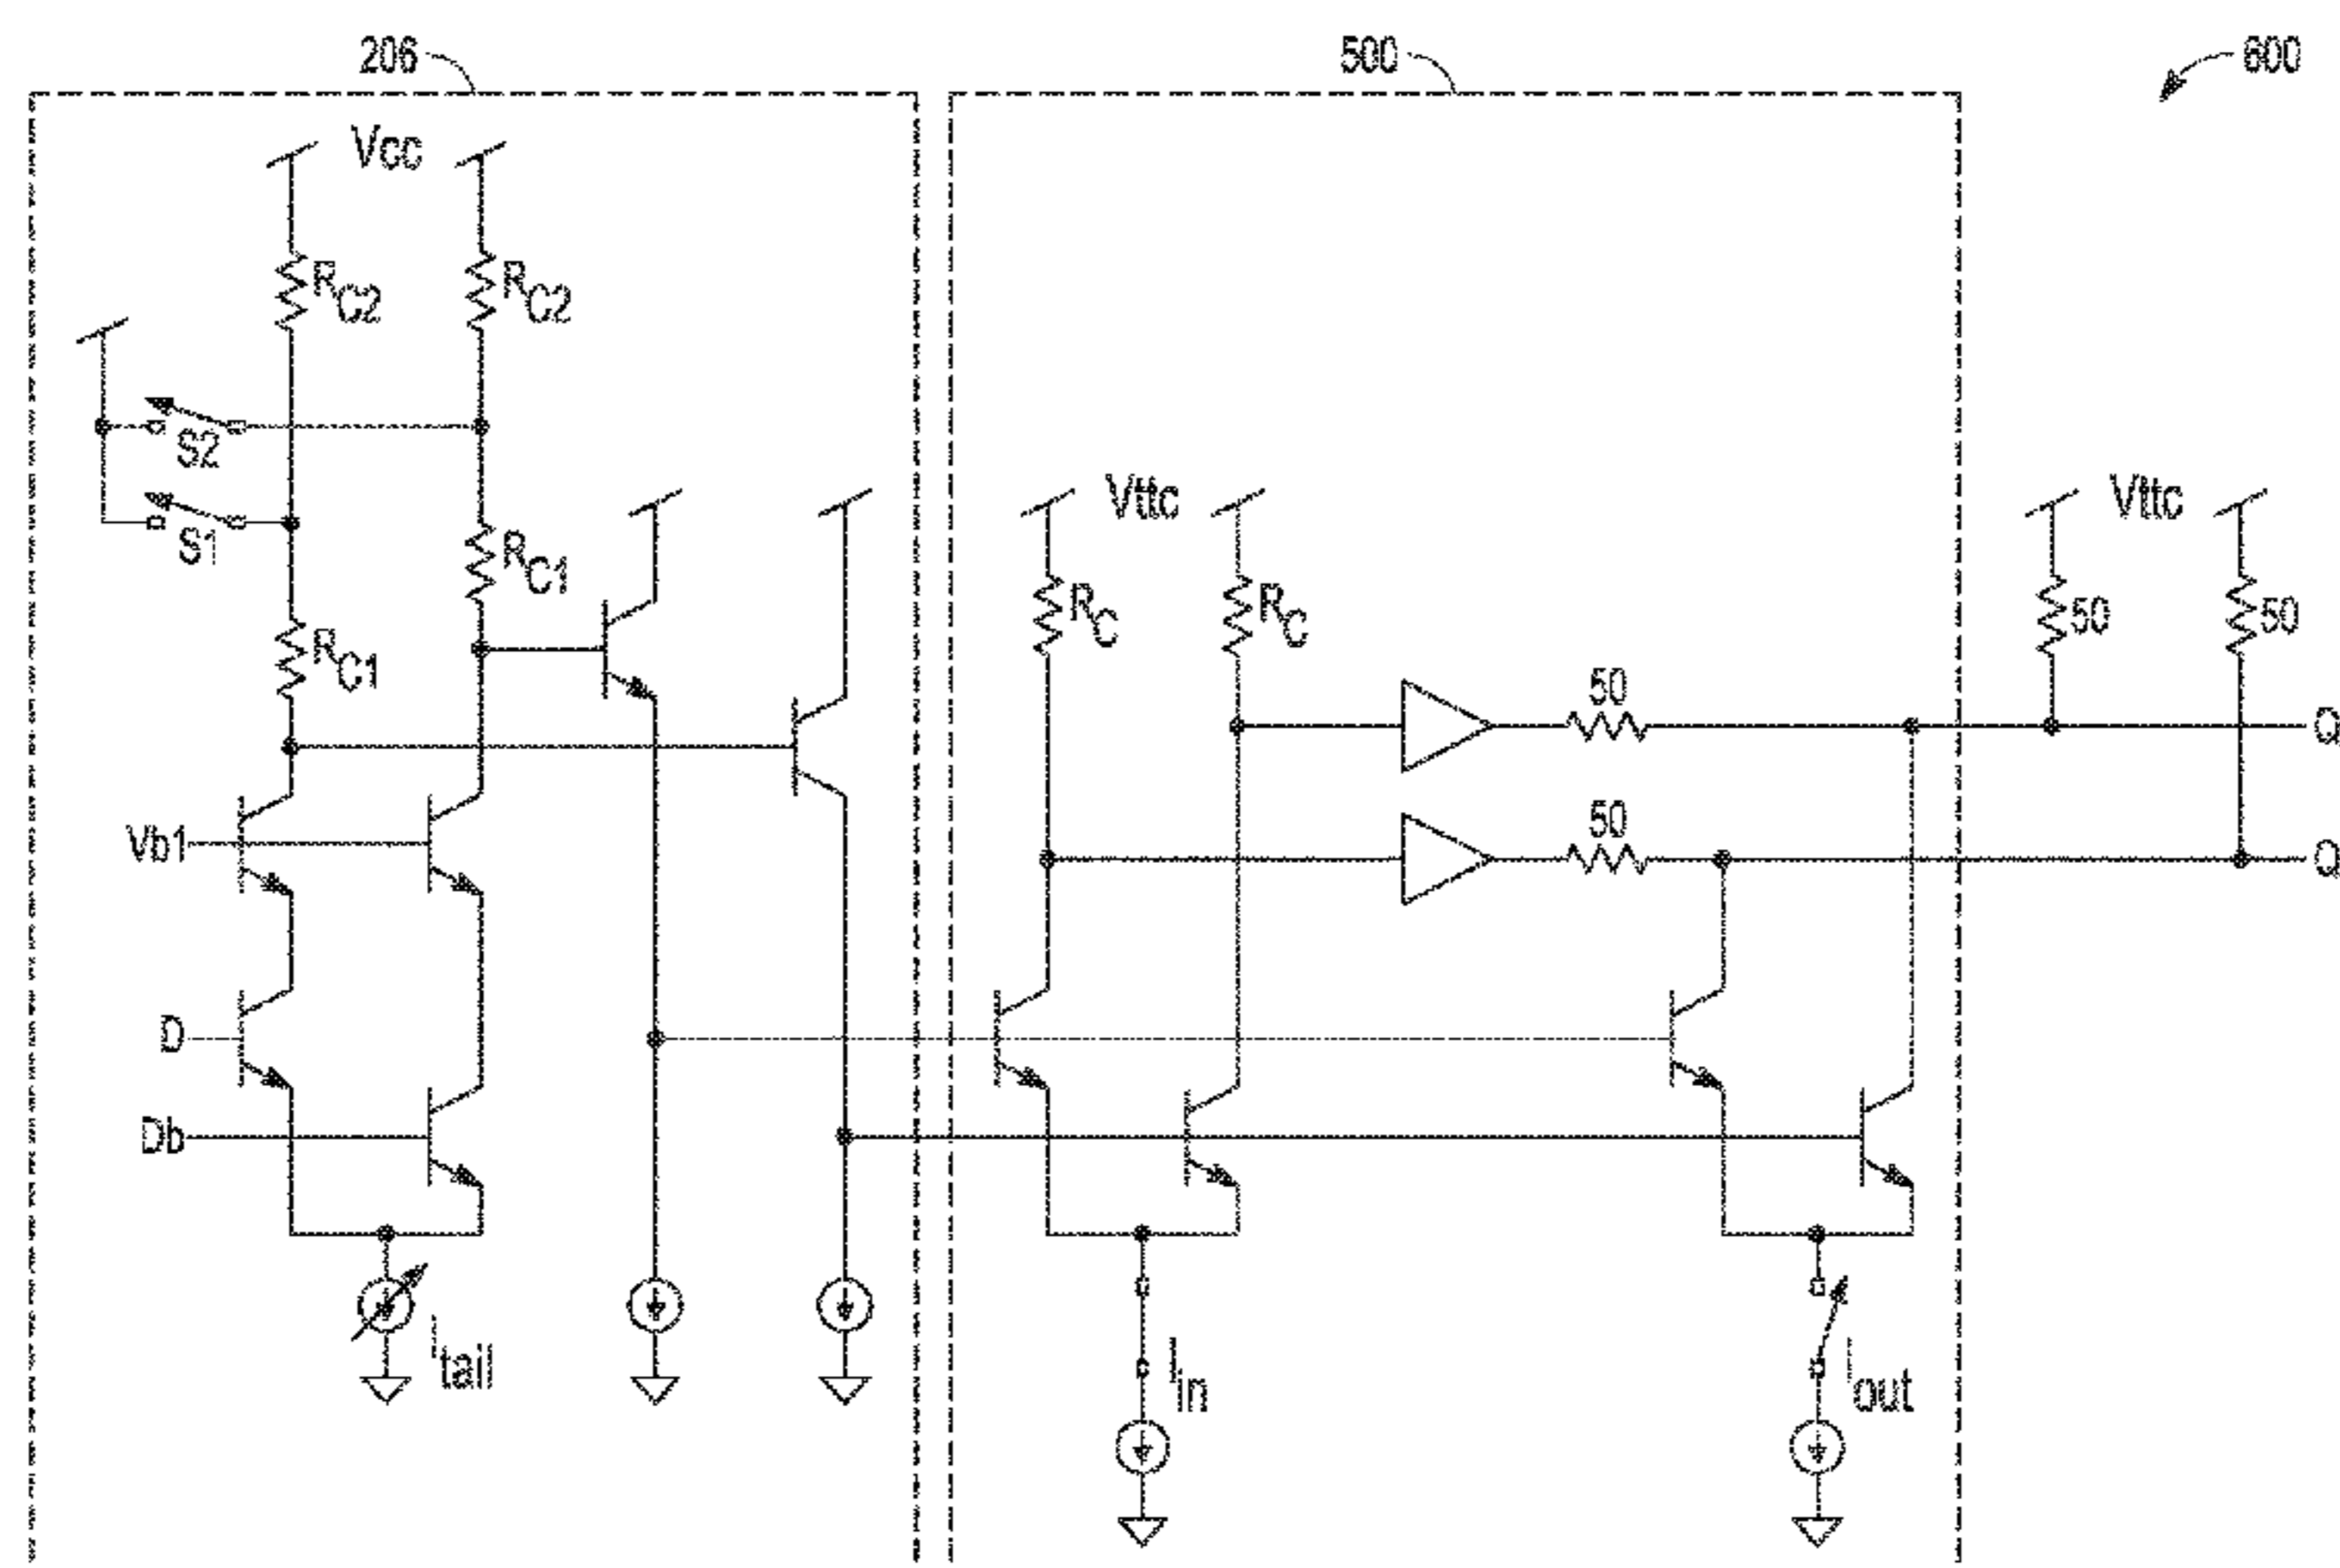 206
500
600
Vcc
RC2
RC2
S2
S1
RC1
RC1
Vttc
Vttc
RC
RC
50
50
50
50
Q
Q
Vb1
D
Db
Itail
Iin
Iout